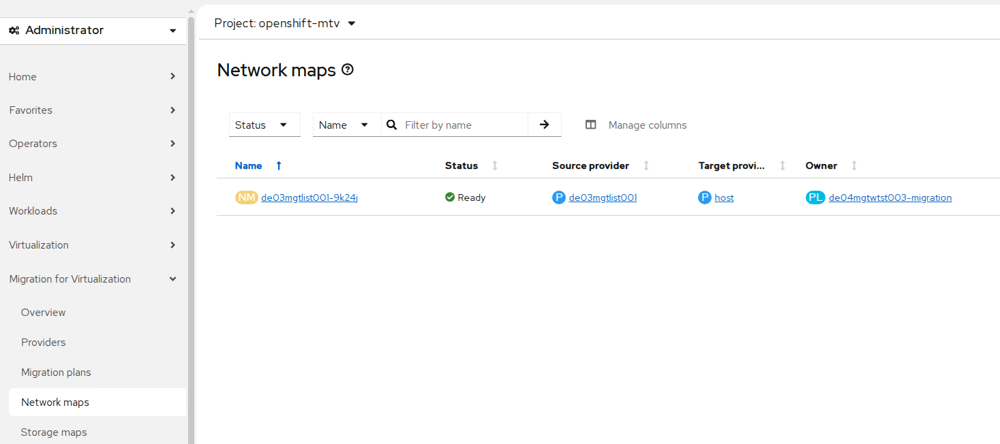 Administrator
Home
Favorites
Operators
Helm
Workloads
Virtualization
Migration for Virtualization
Overview
Providers
Migration plans
Network maps
Storage maps
Project: openshift-mtv
Network maps
Status Name Filter by name Manage columns
Name Status Source provider Target provi... Owner
NM de03mgtlist001-9k24j Ready P de03mgtlist001 P host PL de04mgtwtst003-migration